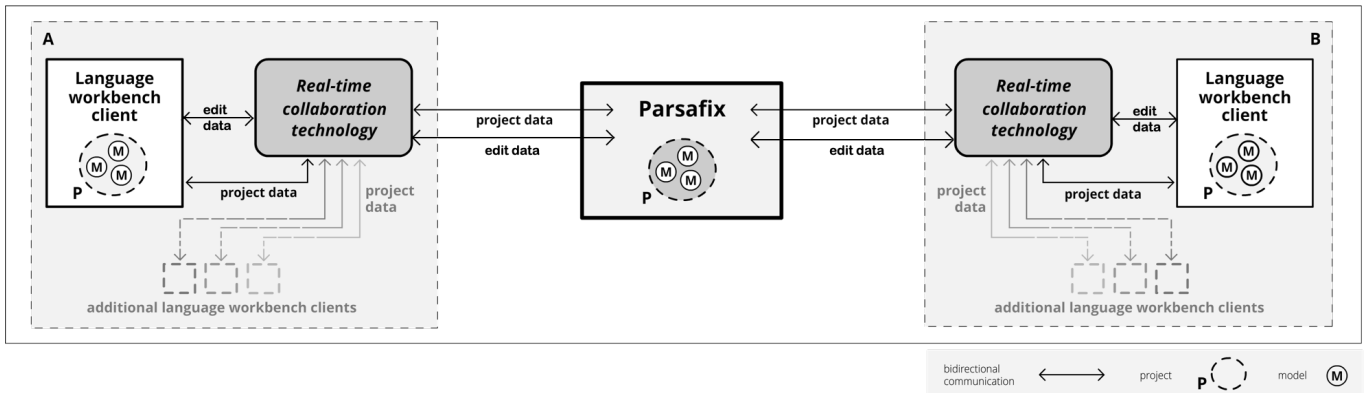 A
Language
workbench
client
M
M
M
P
edit
data
Real-time
collaboration
technology
project data
project
data
additional language workbench clients
project data
edit data
Parsafix
M
M
M
P
project data
edit data
B
Real-time
collaboration
technology
edit
data
Language
workbench
client
M
M
M
P
project data
project
data
additional language workbench clients
bidirectional
communication
project
P
model
M